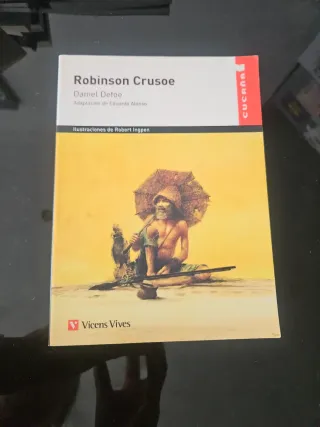 Robinson Crusoe
Daniel Defoe
Adaptación de Eduardo Alonso
CUCAÑA
Ilustraciones de Robert Ingpen
Vicens Vives